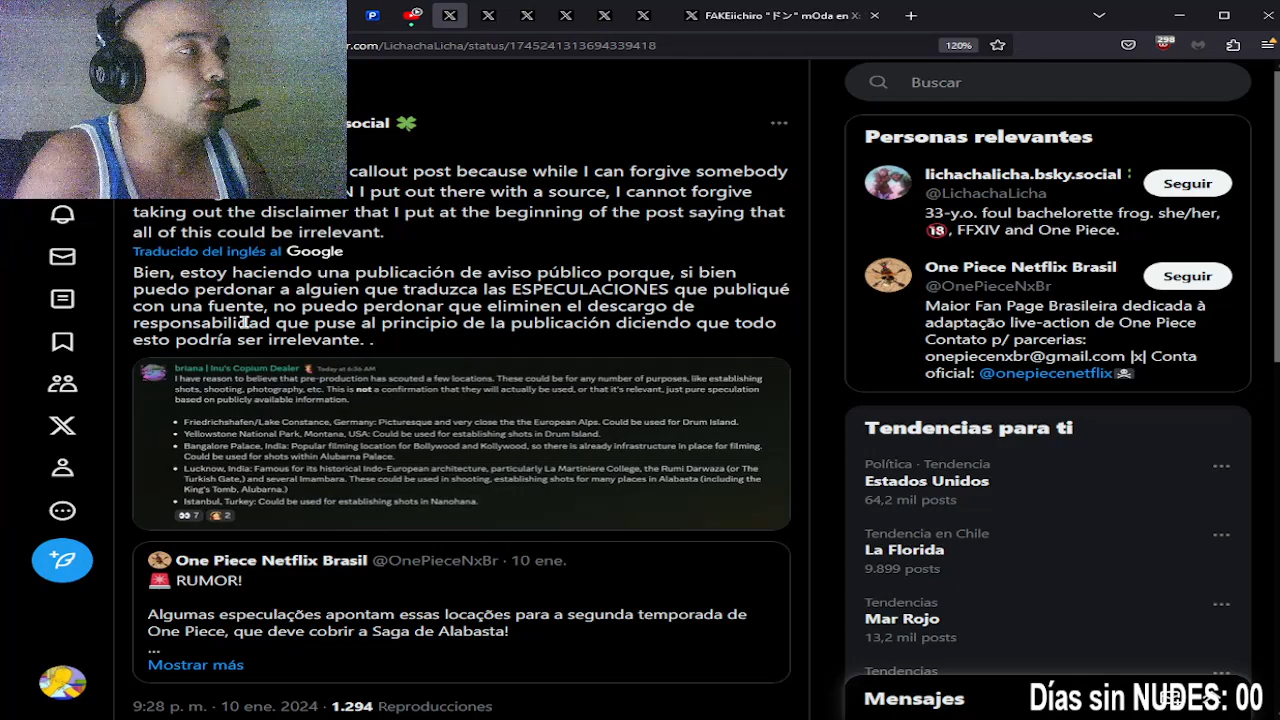 FAKEiichiro "ドン" mOda en X:
r.com/LichachaLicha/status/1745241313694339418
120%
298
Buscar
social 🍀
callout post because while I can forgive somebody
I put out there with a source, I cannot forgive
taking out the disclaimer that I put at the beginning of the post saying that
all of this could be irrelevant.
Traducido del inglés al Google
Bien, estoy haciendo una publicación de aviso público porque, si bien
puedo perdonar a alguien que traduzca las ESPECULACIONES que publiqué
con una fuente, no puedo perdonar que eliminen el descargo de
responsabilidad que puse al principio de la publicación diciendo que todo
esto podría ser irrelevante. .
briana | Inu's Copium Dealer Today at 6:36 AM
I have reason to believe that pre-production has scouted a few locations. These could be for any number of purposes, like establishing
shots, shooting, photography, etc. This is not a confirmation that they will actually be used, or that it's relevant, just pure speculation
based on publicly available information.
• Friedrichshafen/Lake Constance, Germany: Picturesque and very close the the European Alps. Could be used for Drum Island.
• Yellowstone National Park, Montana, USA: Could be used for establishing shots in Drum Island.
• Bangalore Palace, India: Popular filming location for Bollywood and Kollywood, so there is already infrastructure in place for filming.
Could be used for shots within Alubarna Palace.
• Lucknow, India: Famous for its historical Indo-European architecture, particularly La Martiniere College, the Rumi Darwaza (or The
Turkish Gate,) and several Imambara. These could be used in shooting, establishing shots for many places in Alabasta (including the
King's Tomb, Alubarna.)
• Istanbul, Turkey: Could be used for establishing shots in Nanohana.
7 2
One Piece Netflix Brasil @OnePieceNxBr · 10 ene.
🚨 RUMOR!
Algumas especulações apontam essas locações para a segunda temporada de
One Piece, que deve cobrir a Saga de Alabasta!
...
Mostrar más
9:28 p. m. · 10 ene. 2024 · 1.294 Reproducciones
Personas relevantes
lichachalicha.bsky.social
@LichachaLicha
Seguir
33-y.o. foul bachelorette frog. she/her,
🔞, FFXIV and One Piece.
One Piece Netflix Brasil
@OnePieceNxBr
Seguir
Maior Fan Page Brasileira dedicada à
adaptação live-action de One Piece
Contato p/ parcerias:
onepiecenxbr@gmail.com |x| Conta
oficial: @onepiecenetflix🏴‍☠️
Tendencias para ti
Política · Tendencia
Estados Unidos
64,2 mil posts
Tendencia en Chile
La Florida
9.899 posts
Tendencias
Mar Rojo
13,2 mil posts
Tendencias
Mensajes
Días sin NUDES: 00